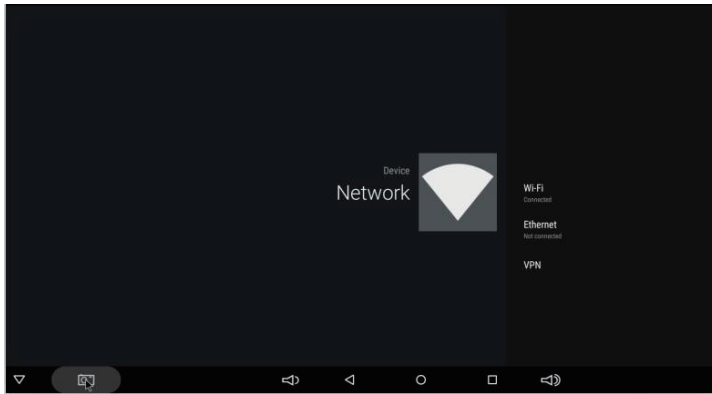 Device
Network
Wi-Fi
Connected
Ethernet
Not connected
VPN